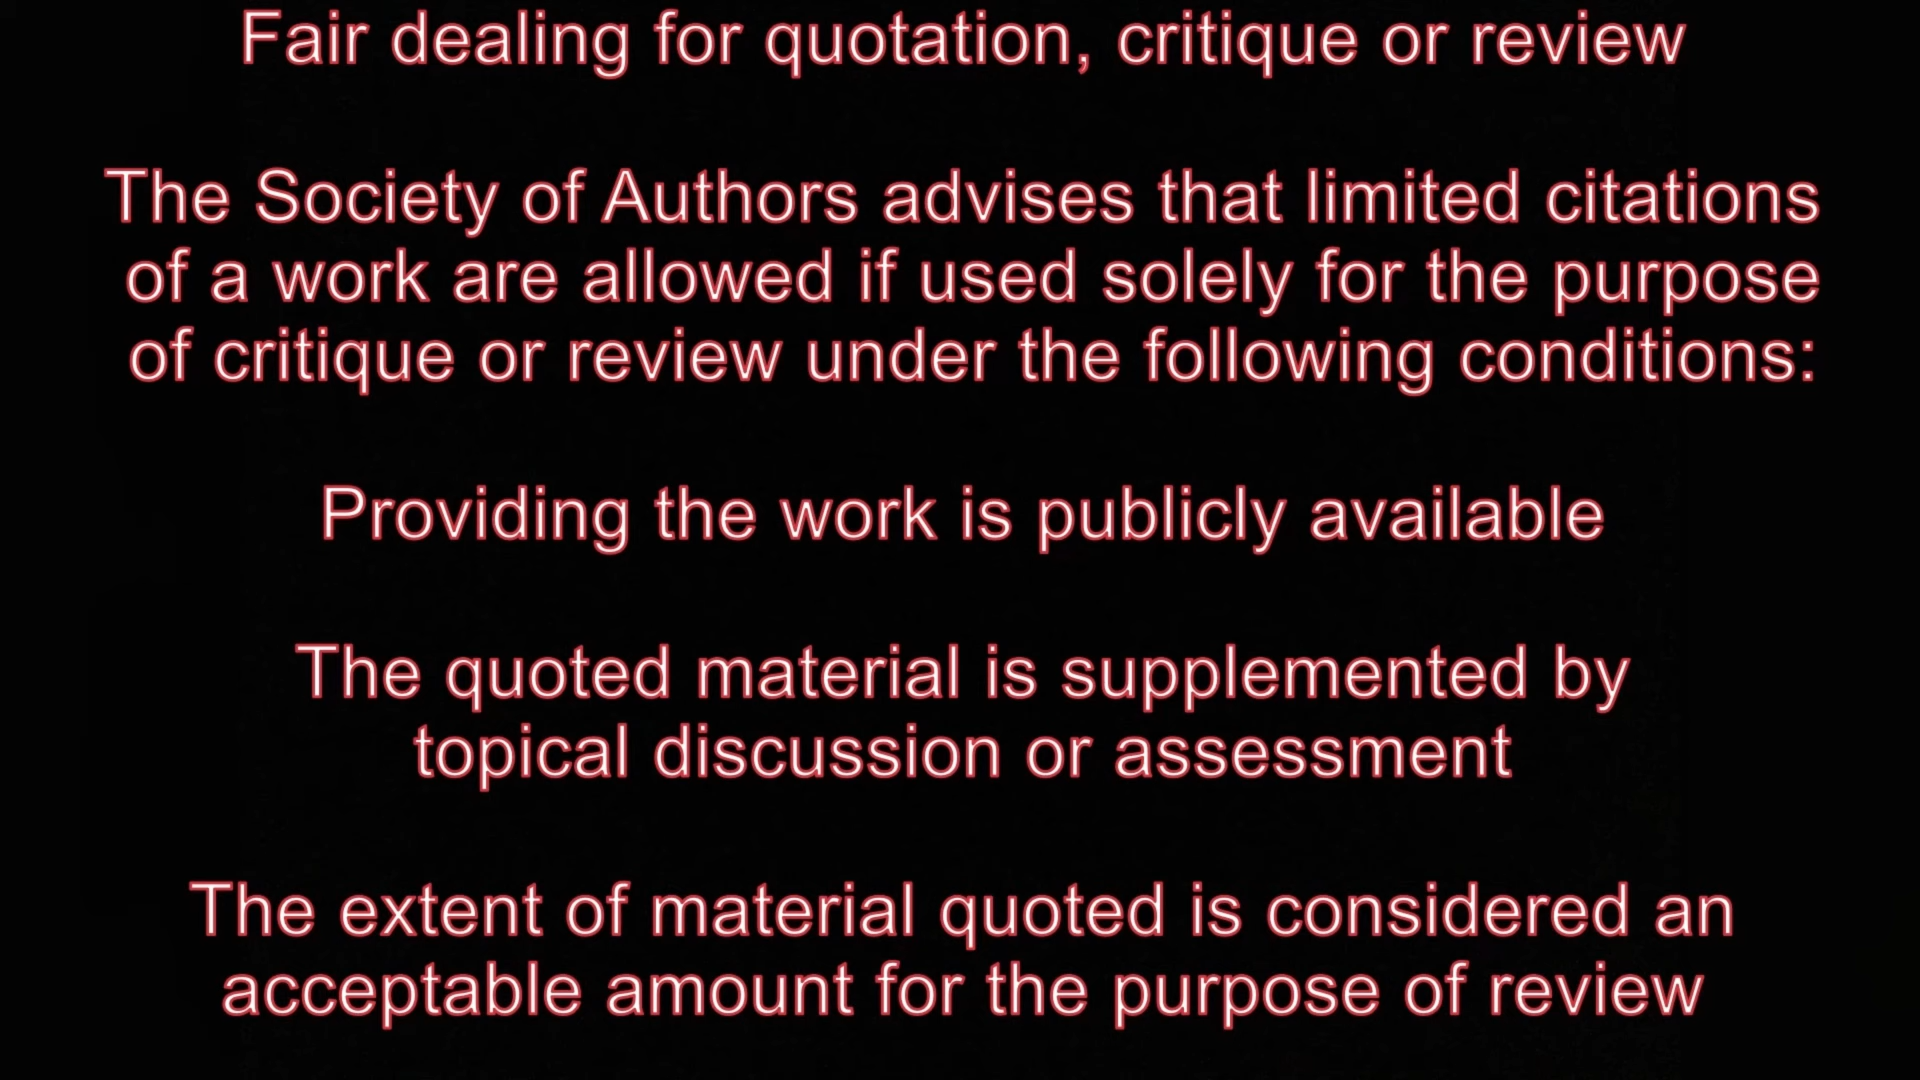 Fair dealing for quotation, critique or review
The Society of Authors advises that limited citations
of a work are allowed if used solely for the purpose
of critique or review under the following conditions:
Providing the work is publicly available
The quoted material is supplemented by
topical discussion or assessment
The extent of material quoted is considered an
acceptable amount for the purpose of review